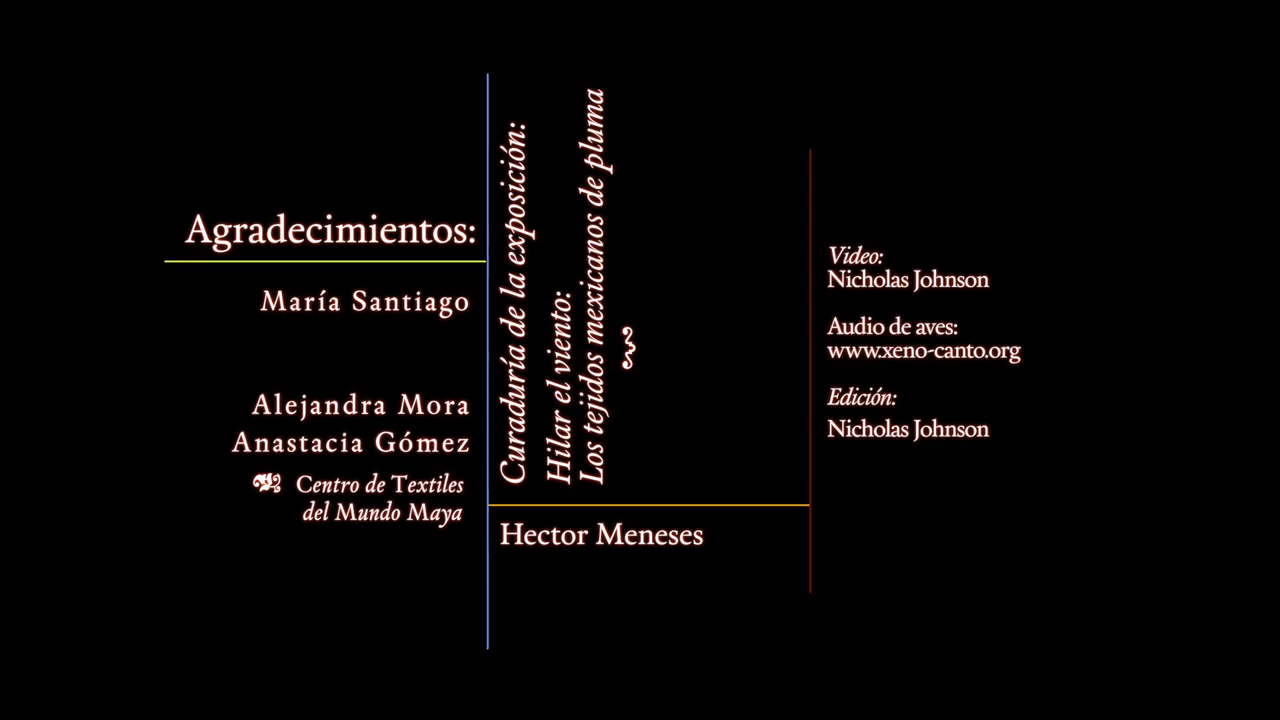 Agradecimientos:
María Santiago
Alejandra Mora
Anastacia Gómez
Centro de Textiles
del Mundo Maya
Curaduría de la exposición:
Hilar el viento:
Los tejidos mexicanos de pluma
Hector Meneses
Video:
Nicholas Johnson
Audio de aves:
www.xeno-canto.org
Edición:
Nicholas Johnson